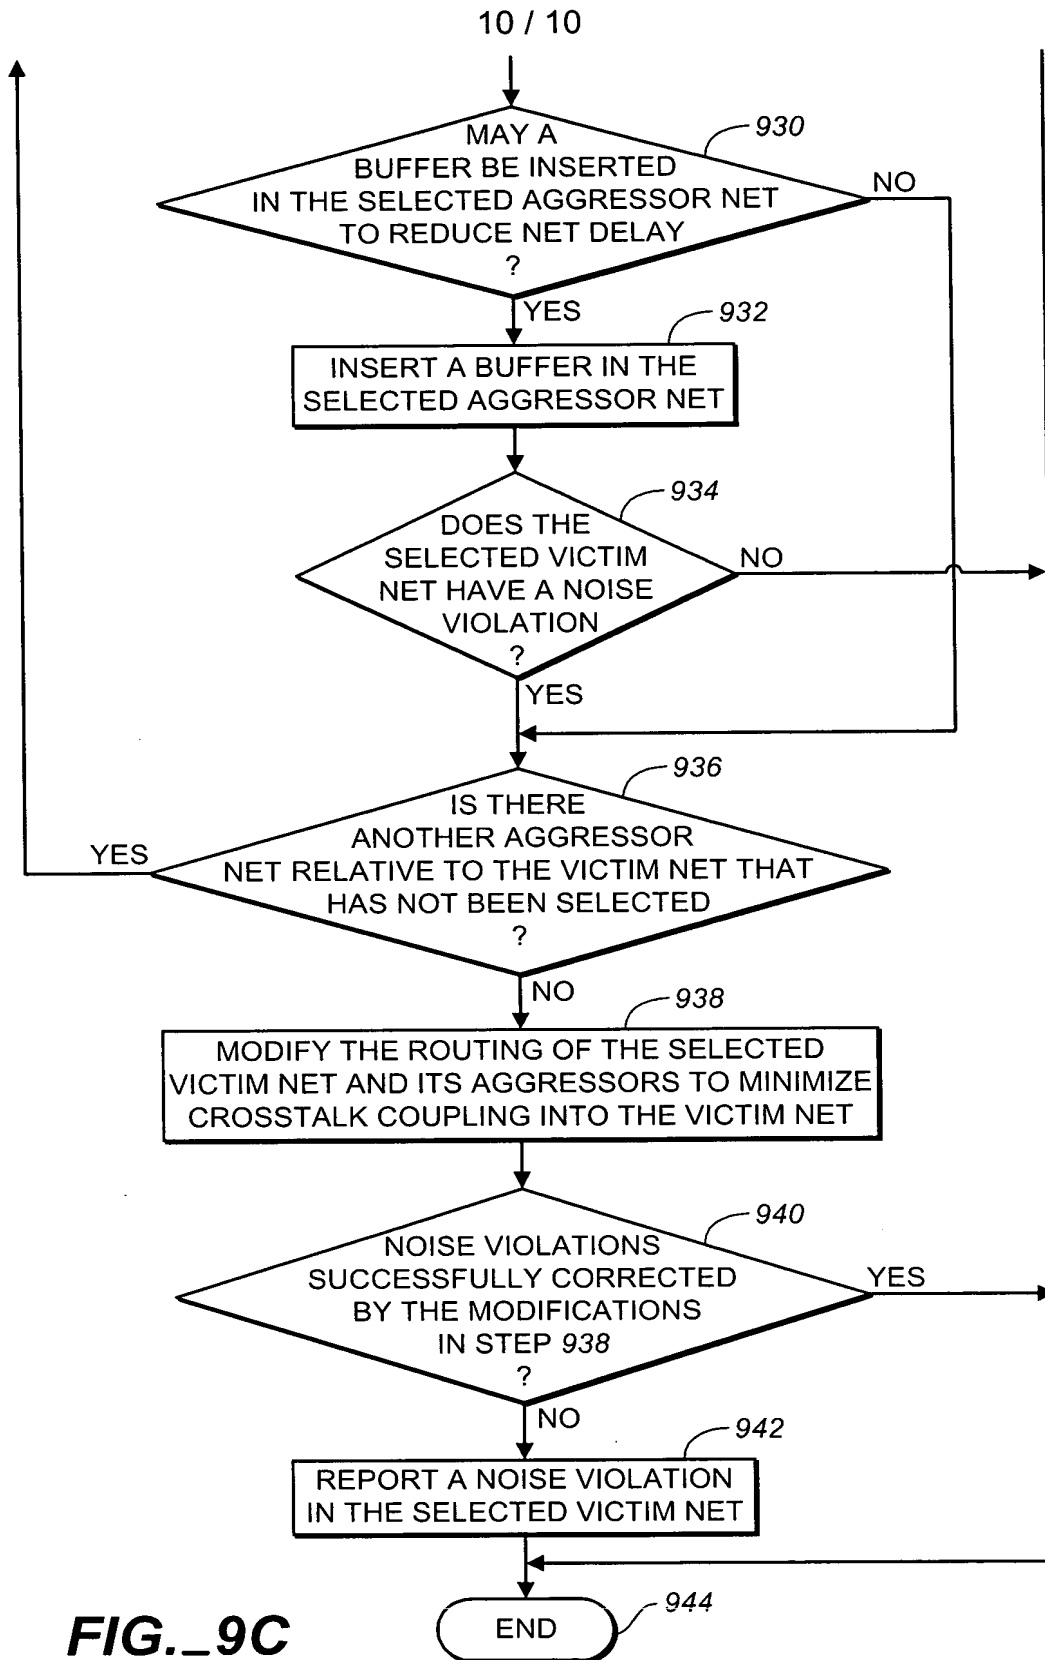 10 / 10
MAY A
BUFFER BE INSERTED
IN THE SELECTED AGGRESSOR NET
TO REDUCE NET DELAY
?
930
NO
YES
932
INSERT A BUFFER IN THE
SELECTED AGGRESSOR NET
934
DOES THE
SELECTED VICTIM
NET HAVE A NOISE
VIOLATION
?
NO
YES
936
IS THERE
ANOTHER AGGRESSOR
NET RELATIVE TO THE VICTIM NET THAT
HAS NOT BEEN SELECTED
?
YES
NO
938
MODIFY THE ROUTING OF THE SELECTED
VICTIM NET AND ITS AGGRESSORS TO MINIMIZE
CROSSTALK COUPLING INTO THE VICTIM NET
940
NOISE VIOLATIONS
SUCCESSFULLY CORRECTED
BY THE MODIFICATIONS
IN STEP 938
?
YES
NO
942
REPORT A NOISE VIOLATION
IN THE SELECTED VICTIM NET
END
944
FIG._9C